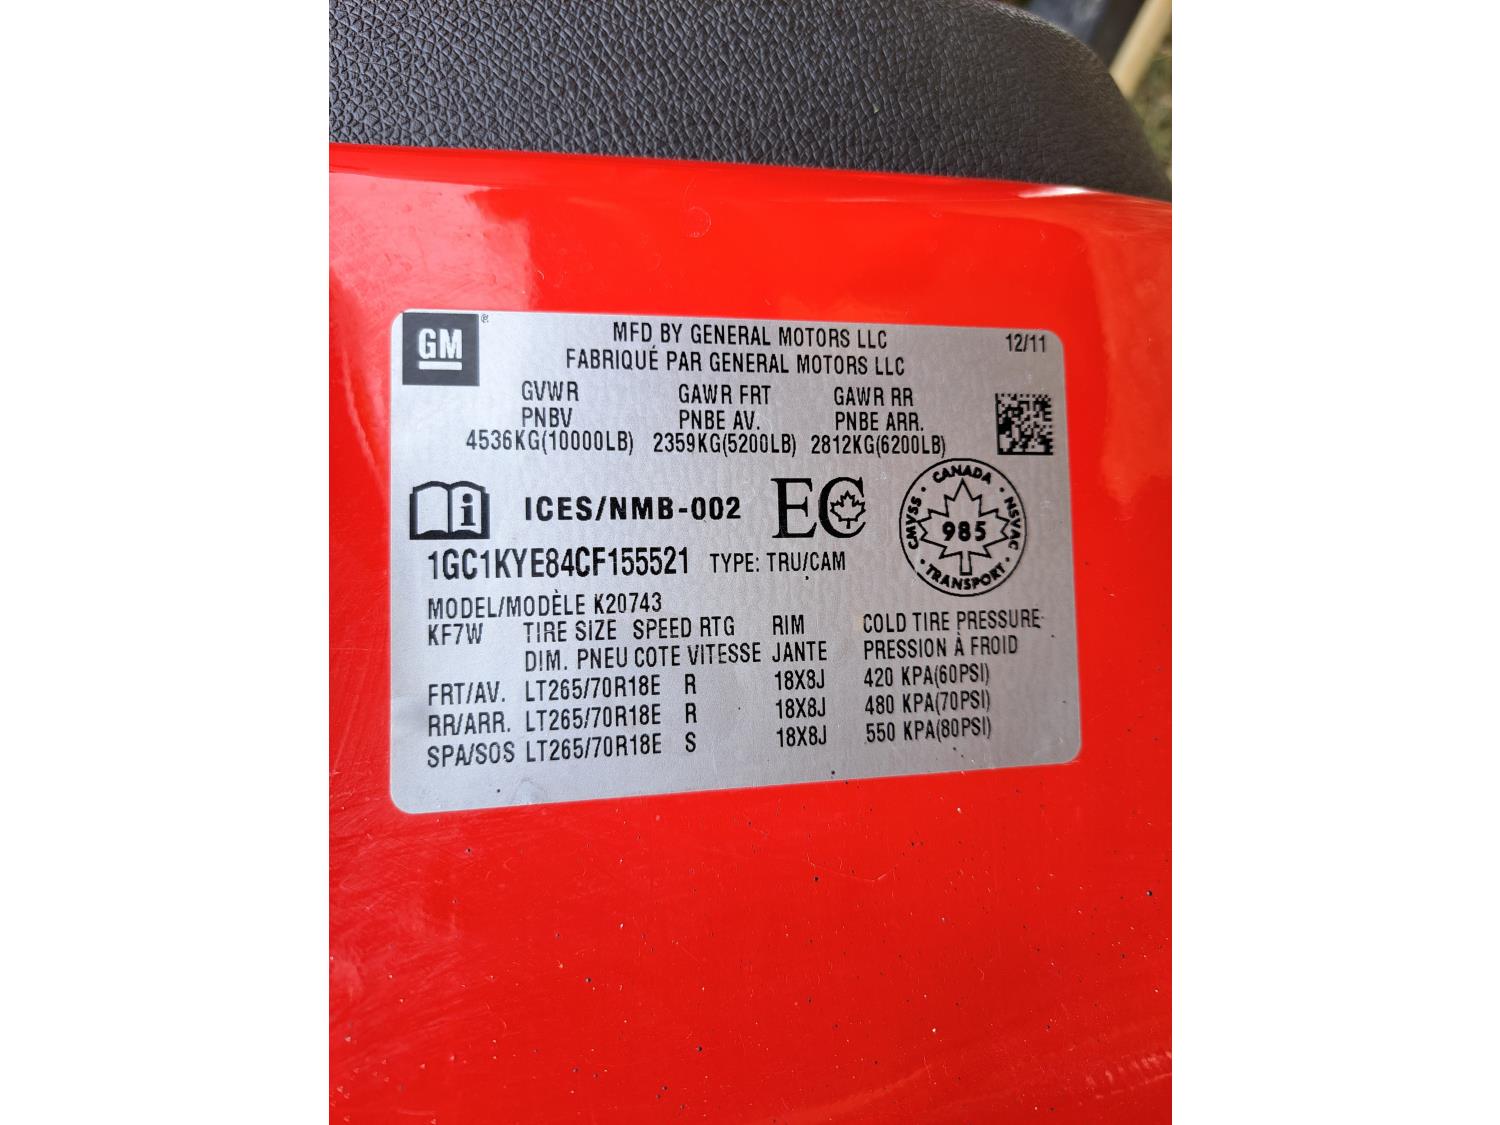 GM®
MFD BY GENERAL MOTORS LLC 12/11
FABRIQUÉ PAR GENERAL MOTORS LLC
GVWR GAWR FRT GAWR RR
PNBV PNBE AV. PNBE ARR.
4536KG(10000LB) 2359KG(5200LB) 2812KG(6200LB)
i ICES/NMB-002 EC
CANADA · NSVAC · TRANSPORT · CMVSS ·
985
1GC1KYE84CF155521 TYPE: TRU/CAM
MODEL/MODÈLE K20743
KF7W TIRE SIZE SPEED RTG RIM COLD TIRE PRESSURE
DIM. PNEU COTE VITESSE JANTE PRESSION À FROID
FRT/AV. LT265/70R18E R 18X8J 420 KPA(60PSI)
RR/ARR. LT265/70R18E R 18X8J 480 KPA(70PSI)
SPA/SOS LT265/70R18E S 18X8J 550 KPA(80PSI)